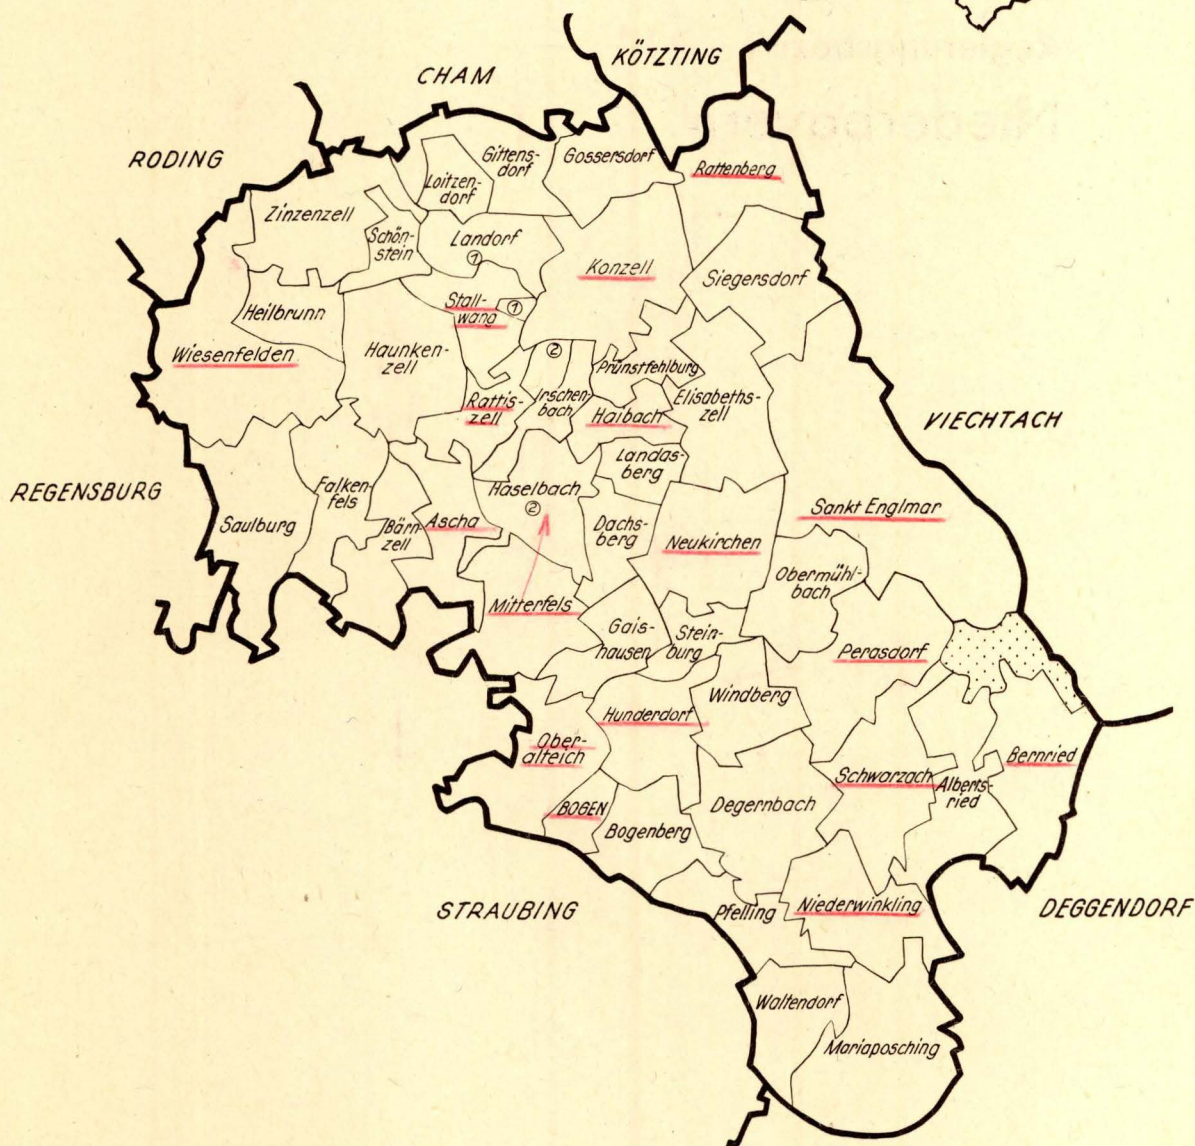 KÖTZTING
CHAM
RODING
Gittens-
dorf
Gossersdorf
Rattenberg
Loitzen-
dorf
Zinzenzell
Schön-
stein
Landorf
①
Konzell
Siegersdorf
Stall-
wang
①
Heilbrunn
Wiesenfelden
Haunken-
zell
②
Prünstfehlburg
Rattis-
zell
Irschen-
bach
Haibach
Elisabeths-
zell
VIECHTACH
REGENSBURG
Landas-
berg
Falken-
fels
Haselbach
②
Saulburg
Bärn-
zell
Ascha
Dachs-
berg
Neukirchen
Sankt Englmar
Obermühl-
bach
Mitterfels
Gais-
hausen
Stein-
burg
Perasdorf
Windberg
Hunderdorf
Ober-
alteich
Bernried
Schwarzach
Alberts-
ried
BOGEN
Bogenberg
Degernbach
STRAUBING
Pfelling
Niederwinkling
DEGGENDORF
Waltendorf
Mariaposching